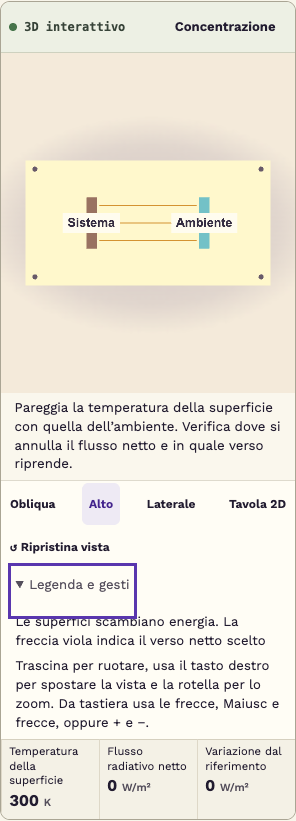 3D interattivo
Concentrazione
Sistema
Ambiente
Pareggia la temperatura della superficie
con quella dell’ambiente. Verifica dove si
annulla il flusso netto e in quale verso
riprende.
Obliqua
Alto
Laterale
Tavola 2D
↺ Ripristina vista
▼ Legenda e gesti
Le superfici scambiano energia. La
freccia viola indica il verso netto scelto
Trascina per ruotare, usa il tasto destro
per spostare la vista e la rotella per lo
zoom. Da tastiera usa le frecce, Maiusc e
frecce, oppure + e −.
Temperatura
della
superficie
300 K
Flusso
radiativo netto
0 W/m²
Variazione dal
riferimento
0 W/m²